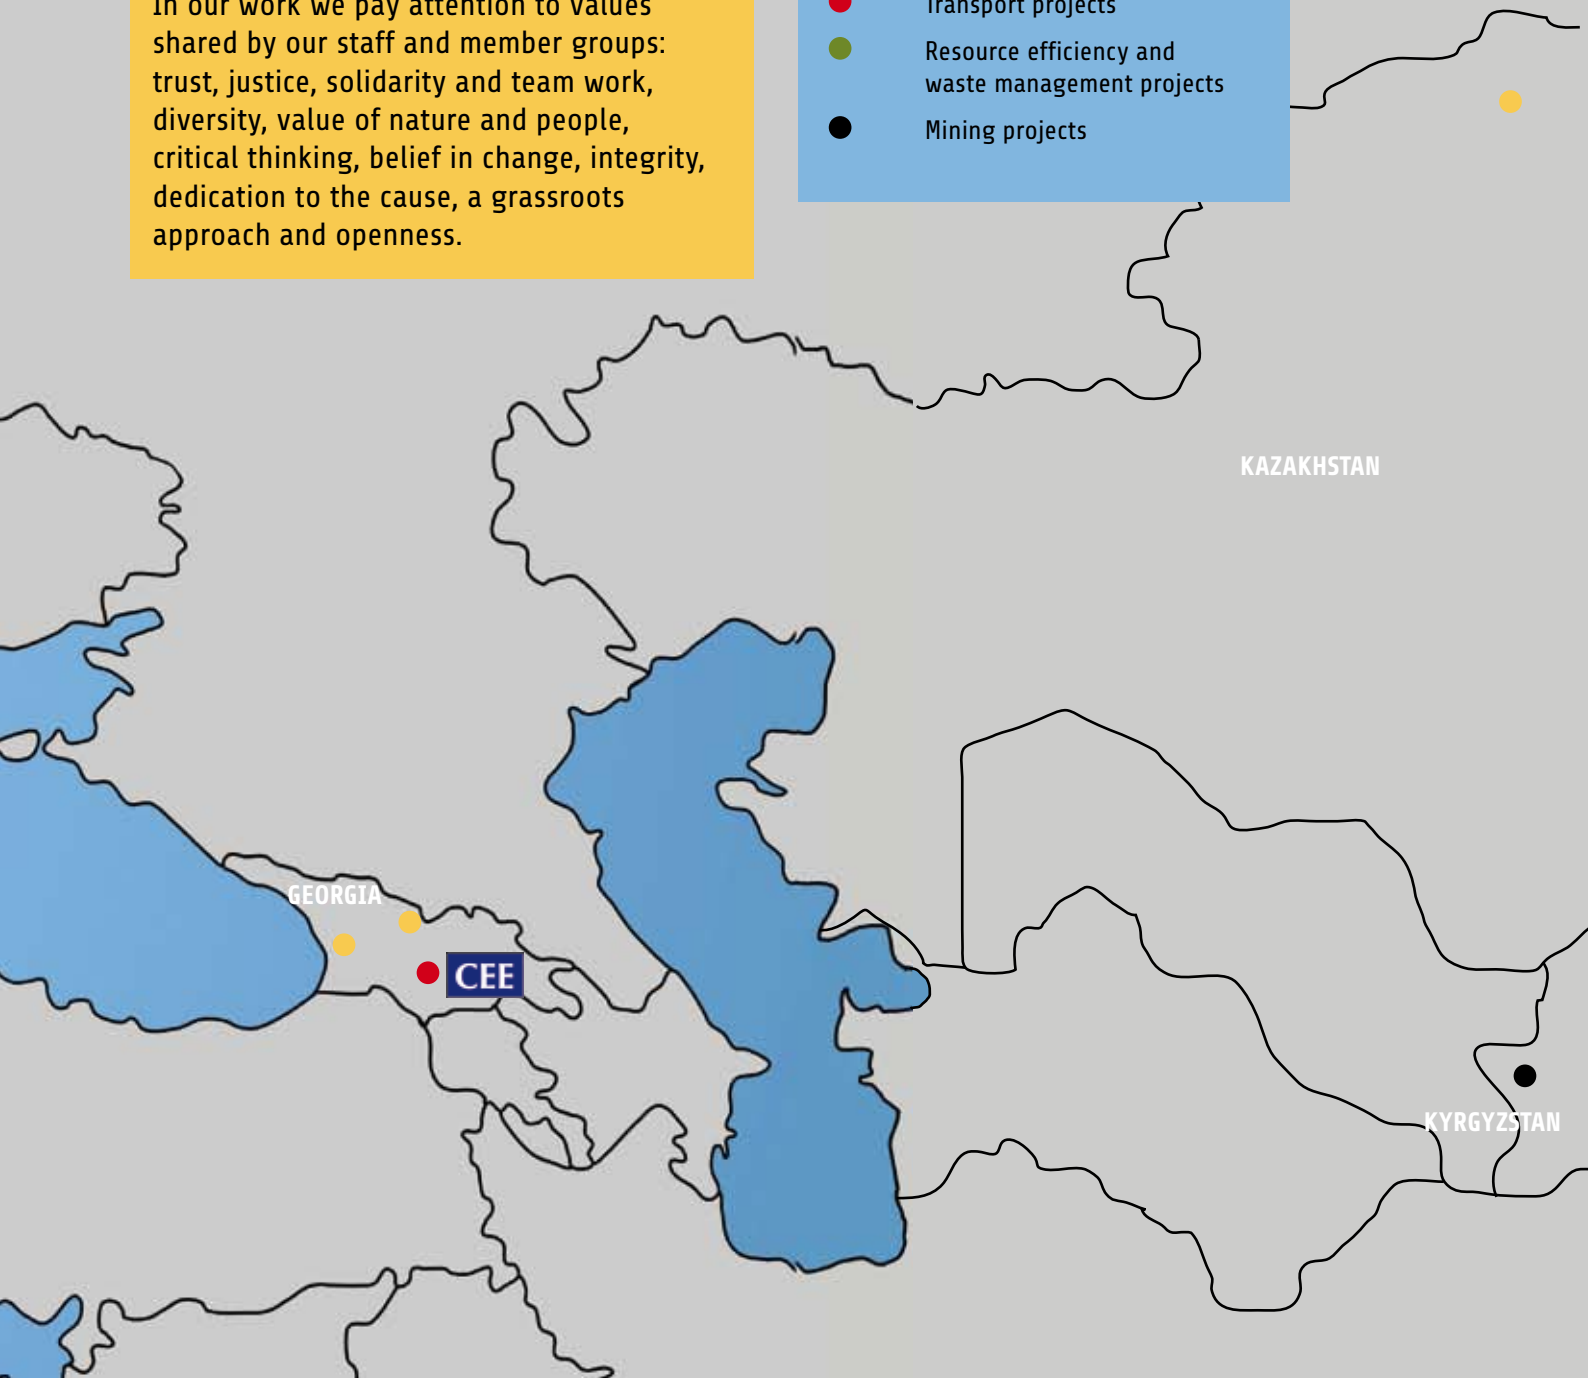 In our work we pay attention to values
shared by our staff and member groups:
trust, justice, solidarity and team work,
diversity, value of nature and people,
critical thinking, belief in change, integrity,
dedication to the cause, a grassroots
approach and openness.
Transport projects
Resource efficiency and
waste management projects
Mining projects
KAZAKHSTAN
GEORGIA
CEE
KYRGYZSTAN